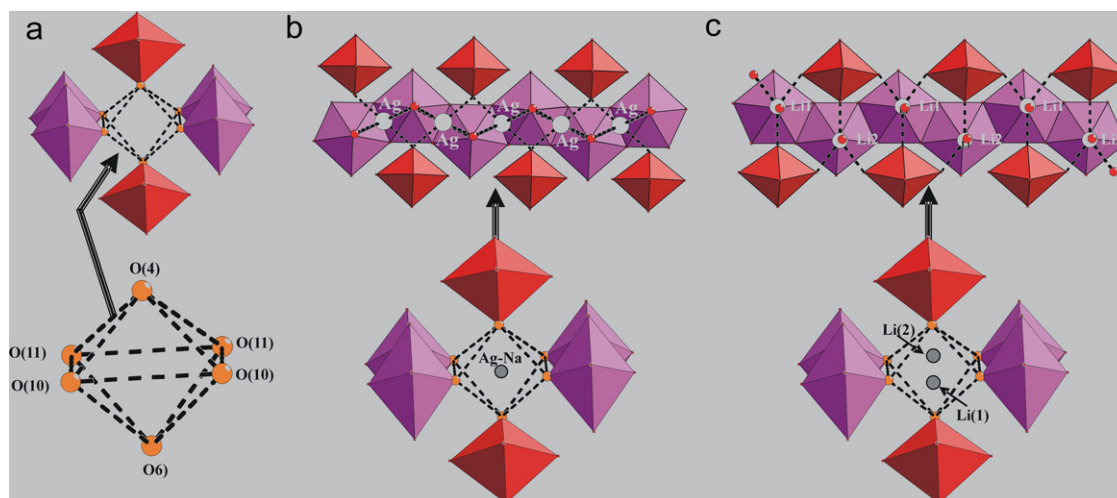 a
O(4)
O(11)
O(11)
O(10)
O(10)
O6)
b
Ag
Ag
Ag
Ag
Ag
Ag-Na
c
Li1
Li1
Li1
Li2
Li2
Li(2)
Li(1)